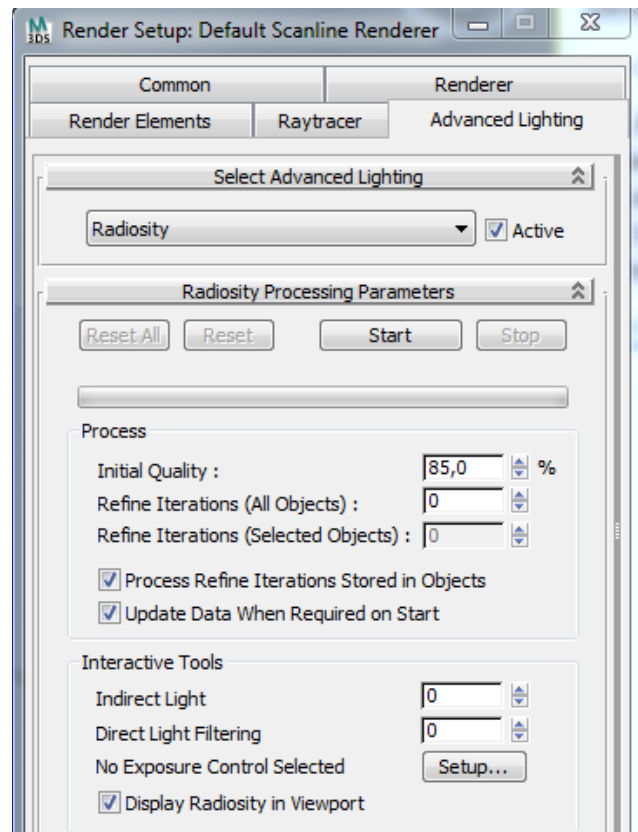 M 3DS Render Setup: Default Scanline Renderer
Common Renderer
Render Elements Raytracer Advanced Lighting
Select Advanced Lighting
Radiosity Active
Radiosity Processing Parameters
Reset All Reset Start Stop
Process
Initial Quality : 85,0 %
Refine Iterations (All Objects) : 0
Refine Iterations (Selected Objects) : 0
Process Refine Iterations Stored in Objects
Update Data When Required on Start
Interactive Tools
Indirect Light 0
Direct Light Filtering 0
No Exposure Control Selected Setup...
Display Radiosity in Viewport